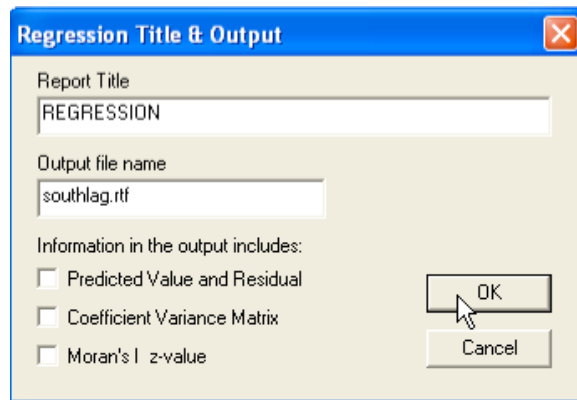 Regression Title & Output
Report Title
REGRESSION
Output file name
southlag.rtf
Information in the output includes:
Predicted Value and Residual
Coefficient Variance Matrix
Moran's I z-value
OK
Cancel